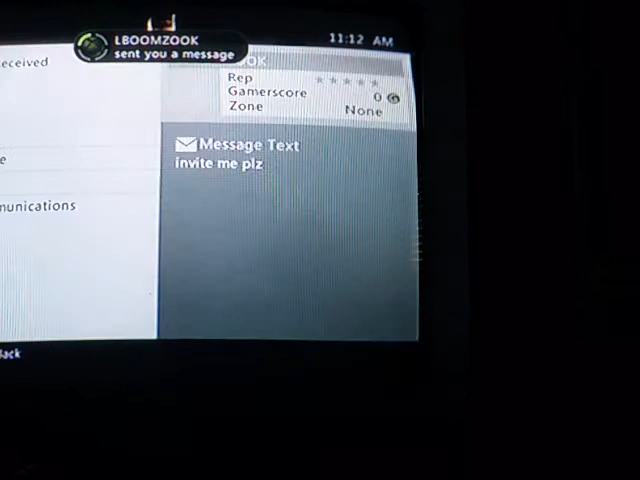 LBOOMZOOK
sent you a message
11:12 AM
eceived
OK
Rep
Gamerscore 0
Zone None
Message Text
invite me plz
e
munications
Back